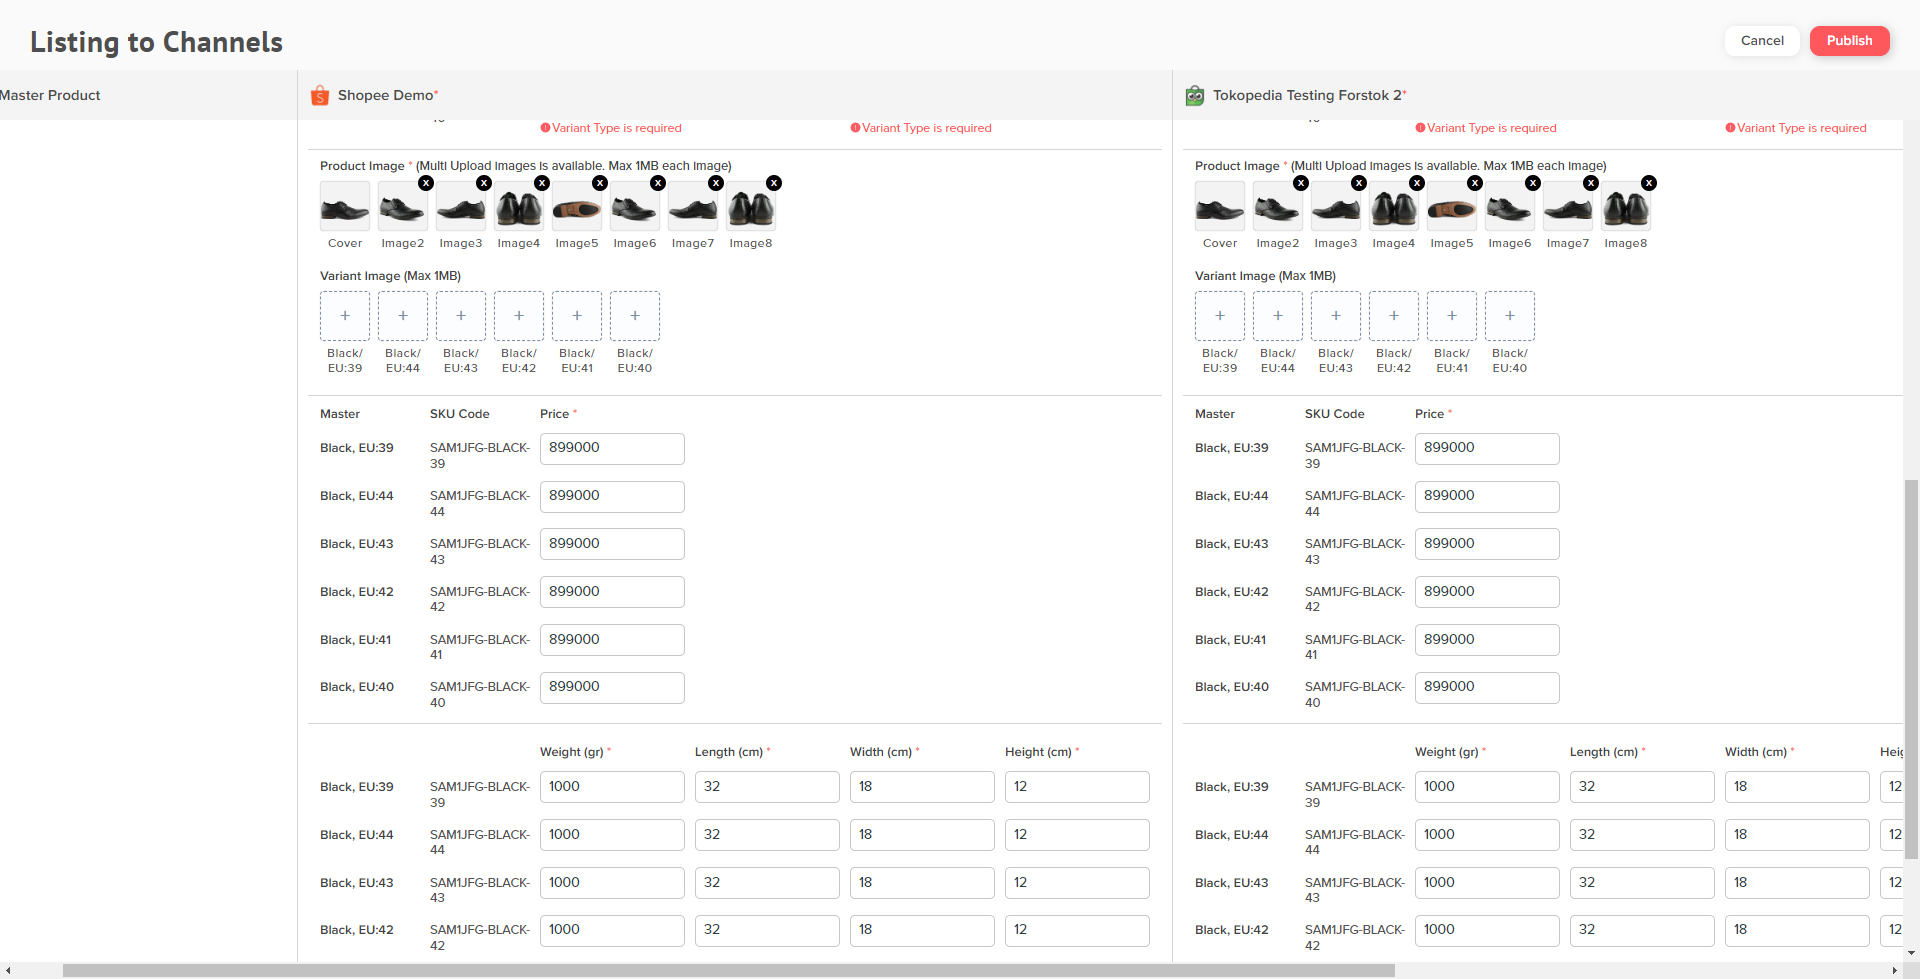 Listing to Channels
Cancel
Publish
Master Product
Shopee Demo*
Tokopedia Testing Forstok 2*
Variant Type is required
Variant Type is required
Variant Type is required
Variant Type is required
Product Image * (Multi Upload images is available. Max 1MB each image)
Product Image * (Multi Upload images is available. Max 1MB each image)
X X X X X X X
X X X X X X X
Cover Image2 Image3 Image4 Image5 Image6 Image7 Image8
Cover Image2 Image3 Image4 Image5 Image6 Image7 Image8
Variant Image (Max 1MB)
Variant Image (Max 1MB)
+ + + + + +
+ + + + + +
Black/ Black/ Black/ Black/ Black/ Black/
EU:39 EU:44 EU:43 EU:42 EU:41 EU:40
Black/ Black/ Black/ Black/ Black/ Black/
EU:39 EU:44 EU:43 EU:42 EU:41 EU:40
Master SKU Code Price *
Black, EU:39 SAM1JFG-BLACK- 899000
39
Black, EU:44 SAM1JFG-BLACK- 899000
44
Black, EU:43 SAM1JFG-BLACK- 899000
43
Black, EU:42 SAM1JFG-BLACK- 899000
42
Black, EU:41 SAM1JFG-BLACK- 899000
41
Black, EU:40 SAM1JFG-BLACK- 899000
40
Master SKU Code Price *
Black, EU:39 SAM1JFG-BLACK- 899000
39
Black, EU:44 SAM1JFG-BLACK- 899000
44
Black, EU:43 SAM1JFG-BLACK- 899000
43
Black, EU:42 SAM1JFG-BLACK- 899000
42
Black, EU:41 SAM1JFG-BLACK- 899000
41
Black, EU:40 SAM1JFG-BLACK- 899000
40
Weight (gr) * Length (cm) * Width (cm) * Height (cm) *
Black, EU:39 SAM1JFG-BLACK- 1000 32 18 12
39
Black, EU:44 SAM1JFG-BLACK- 1000 32 18 12
44
Black, EU:43 SAM1JFG-BLACK- 1000 32 18 12
43
Black, EU:42 SAM1JFG-BLACK- 1000 32 18 12
42
Weight (gr) * Length (cm) * Width (cm) *
Black, EU:39 SAM1JFG-BLACK- 1000 32 18 12
39
Black, EU:44 SAM1JFG-BLACK- 1000 32 18 12
44
Black, EU:43 SAM1JFG-BLACK- 1000 32 18 12
43
Black, EU:42 SAM1JFG-BLACK- 1000 32 18 12
42